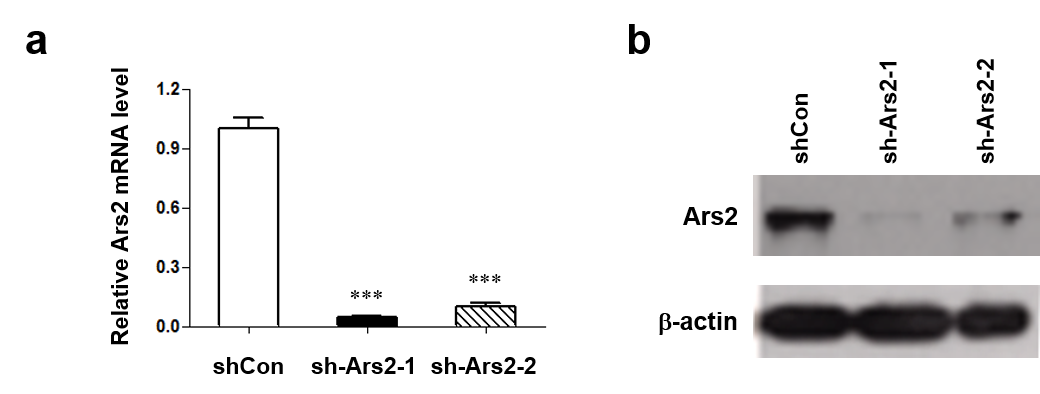 a
Relative Ars2 mRNA level
1.2
0.9
0.6
0.3
0.0
***
***
shCon sh-Ars2-1 sh-Ars2-2
b
shCon
sh-Ars2-1
sh-Ars2-2
Ars2
β-actin